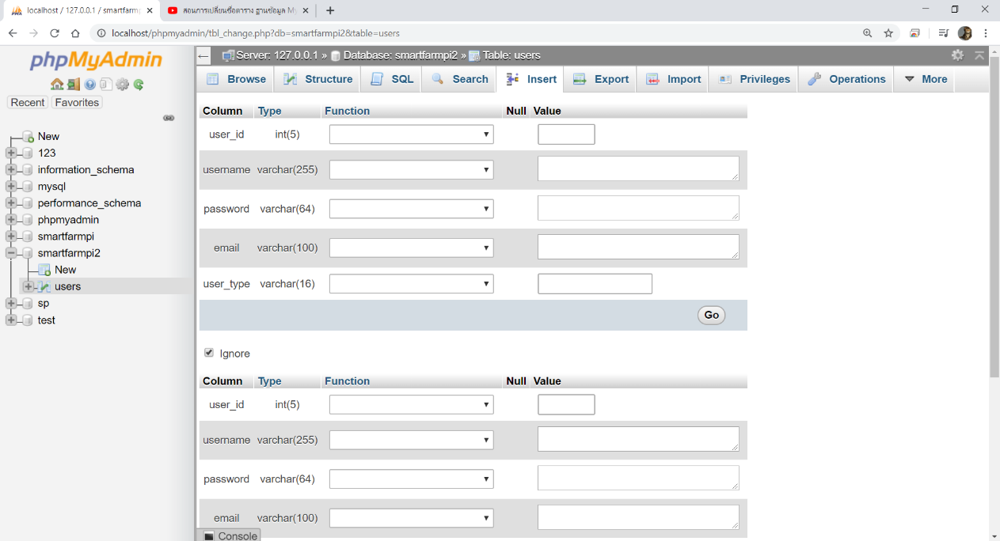 localhost / 127.0.0.1 / smartfarmp
สอนการเปลี่ยนชื่อตาราง ฐานข้อมูล My
localhost/phpmyadmin/tbl_change.php?db=smartfarmpi2&table=users
phpMyAdmin
Recent Favorites
New
123
information_schema
mysql
performance_schema
phpmyadmin
smartfarmpi
smartfarmpi2
New
users
sp
test
Server: 127.0.0.1 » Database: smartfarmpi2 » Table: users
Browse Structure SQL Search Insert Export Import Privileges Operations More
Column Type Function Null Value
user_id int(5)
username varchar(255)
password varchar(64)
email varchar(100)
user_type varchar(16)
Go
Ignore
Column Type Function Null Value
user_id int(5)
username varchar(255)
password varchar(64)
email varchar(100)
Console